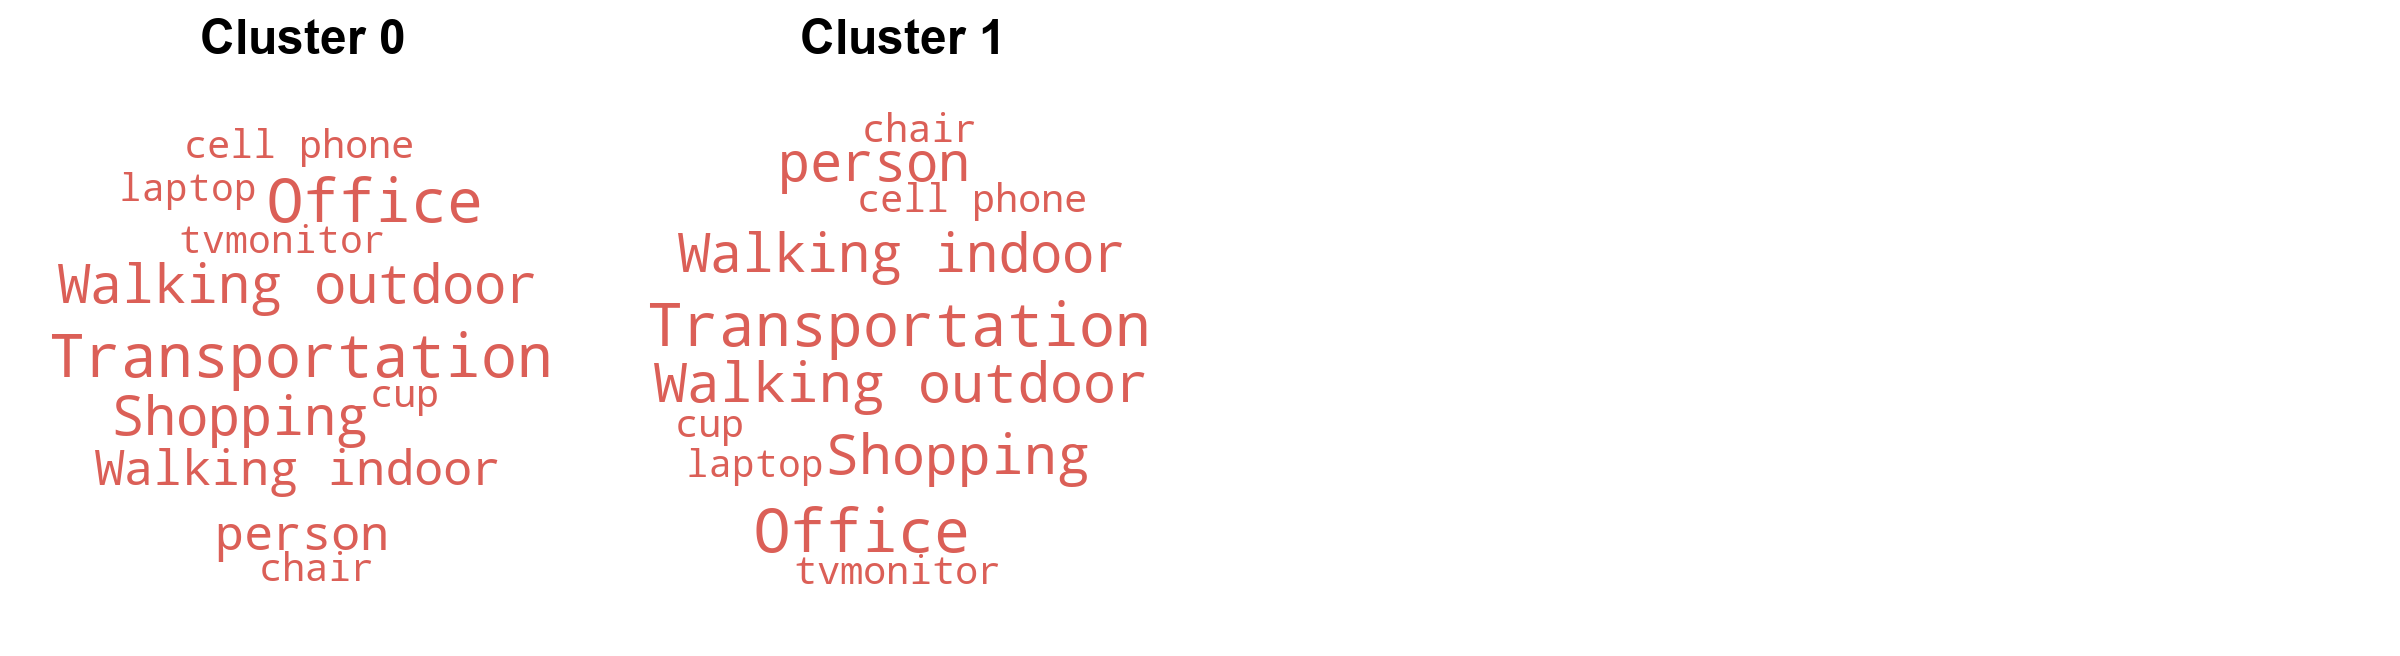 Cluster 0
cell phone
laptop Office
tvmonitor
Walking outdoor
Transportation
cup
Shopping
Walking indoor
person
chair
Cluster 1
chair
person
cell phone
Walking indoor
Transportation
Walking outdoor
cup
laptop Shopping
Office
tvmonitor